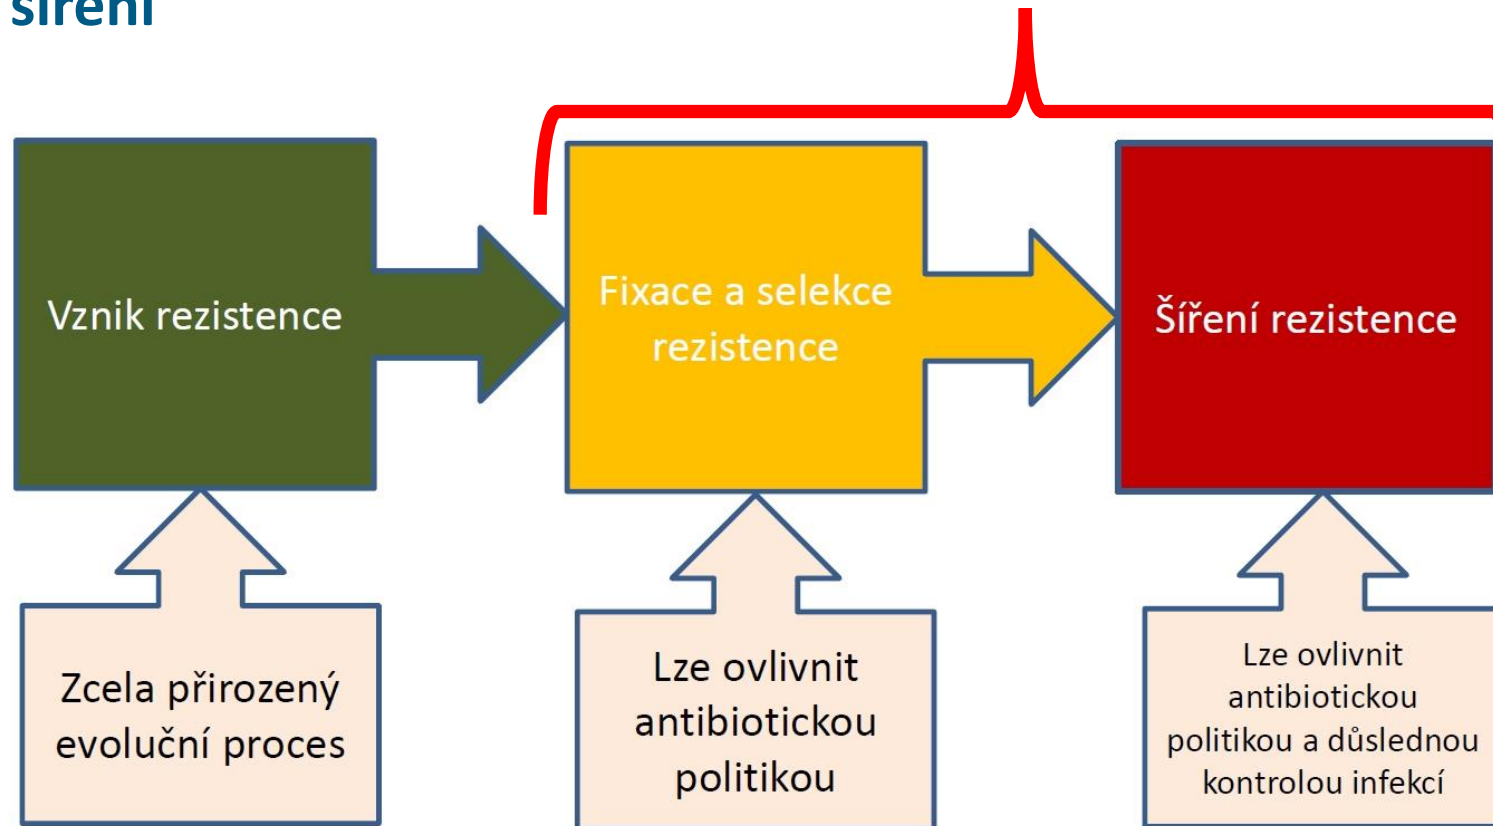 šíření
Vznik rezistence
Fixace a selekce
rezistence
Šíření rezistence
Zcela přirozený
evoluční proces
Lze ovlivnit
antibiotickou
politikou
Lze ovlivnit
antibiotickou
politikou a důslednou
kontrolou infekcí